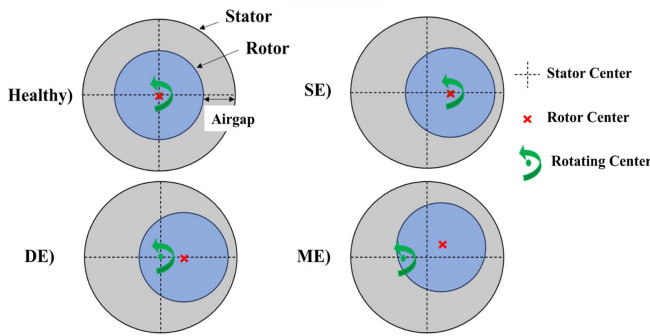 Stator
Rotor
Healthy)
Airgap
SE)
Stator Center
Rotor Center
Rotating Center
DE)
ME)